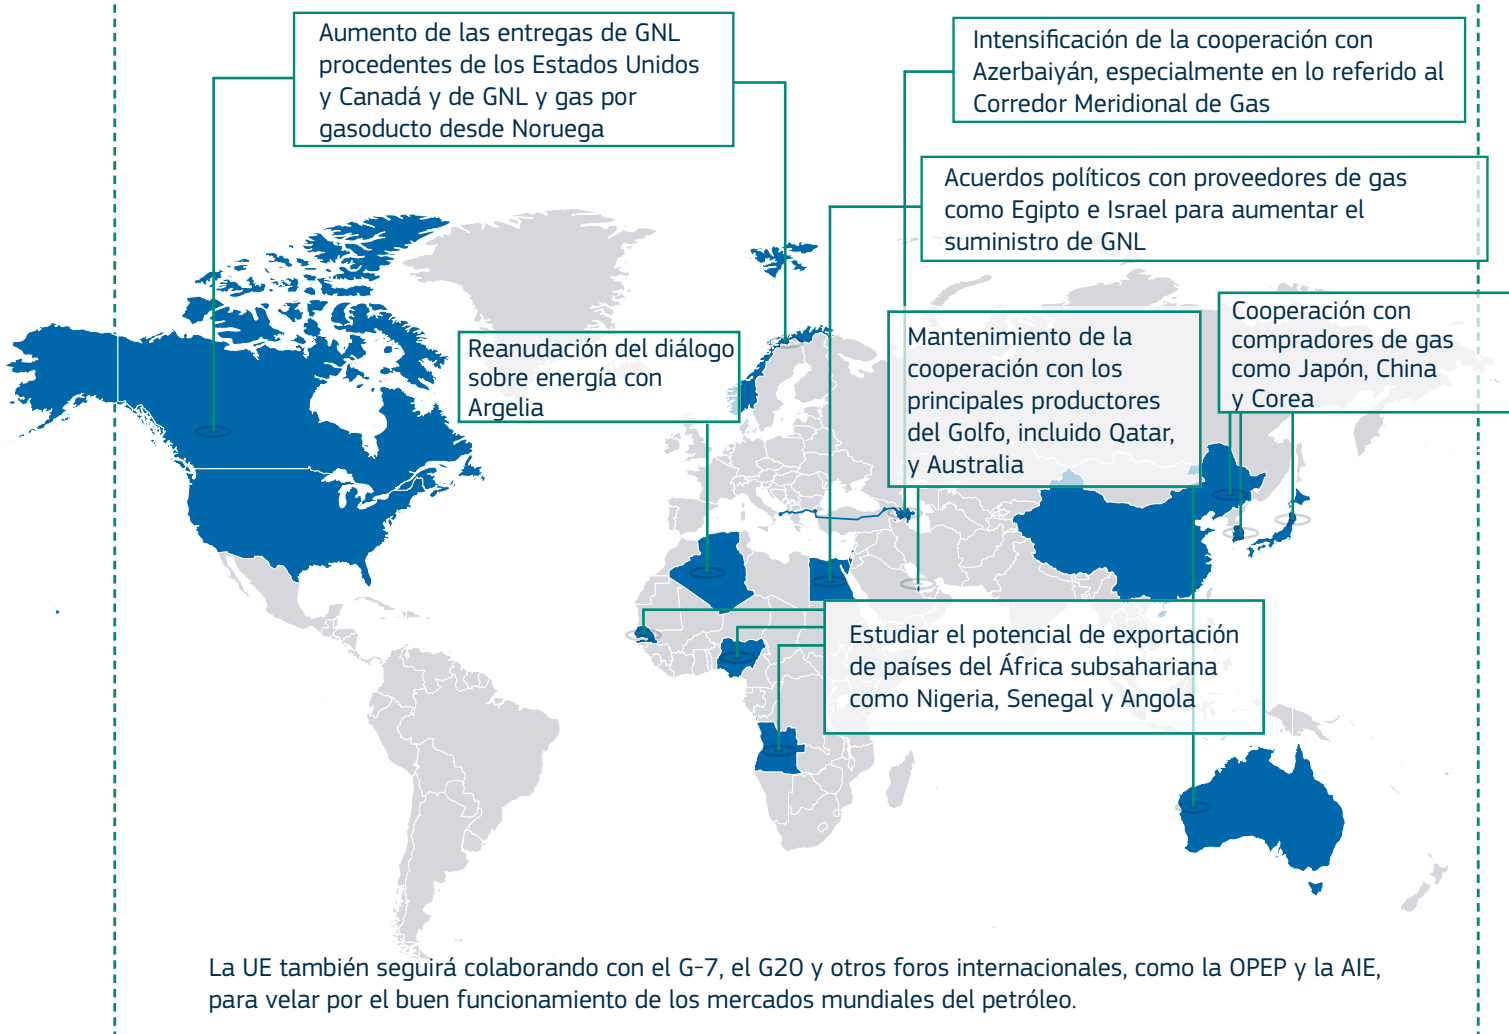 Aumento de las entregas de GNL
procedentes de los Estados Unidos
y Canadá y de GNL y gas por
gasoducto desde Noruega
Intensificación de la cooperación con
Azerbaiyán, especialmente en lo referido al
Corredor Meridional de Gas
Acuerdos políticos con proveedores de gas
como Egipto e Israel para aumentar el
suministro de GNL
Reanudación del diálogo
sobre energía con
Argelia
Mantenimiento de la
cooperación con los
principales productores
del Golfo, incluido Qatar,
y Australia
Cooperación con
compradores de gas
como Japón, China
y Corea
Estudiar el potencial de exportación
de países del África subsahariana
como Nigeria, Senegal y Angola
La UE también seguirá colaborando con el G-7, el G20 y otros foros internacionales, como la OPEP y la AIE,
para velar por el buen funcionamiento de los mercados mundiales del petróleo.